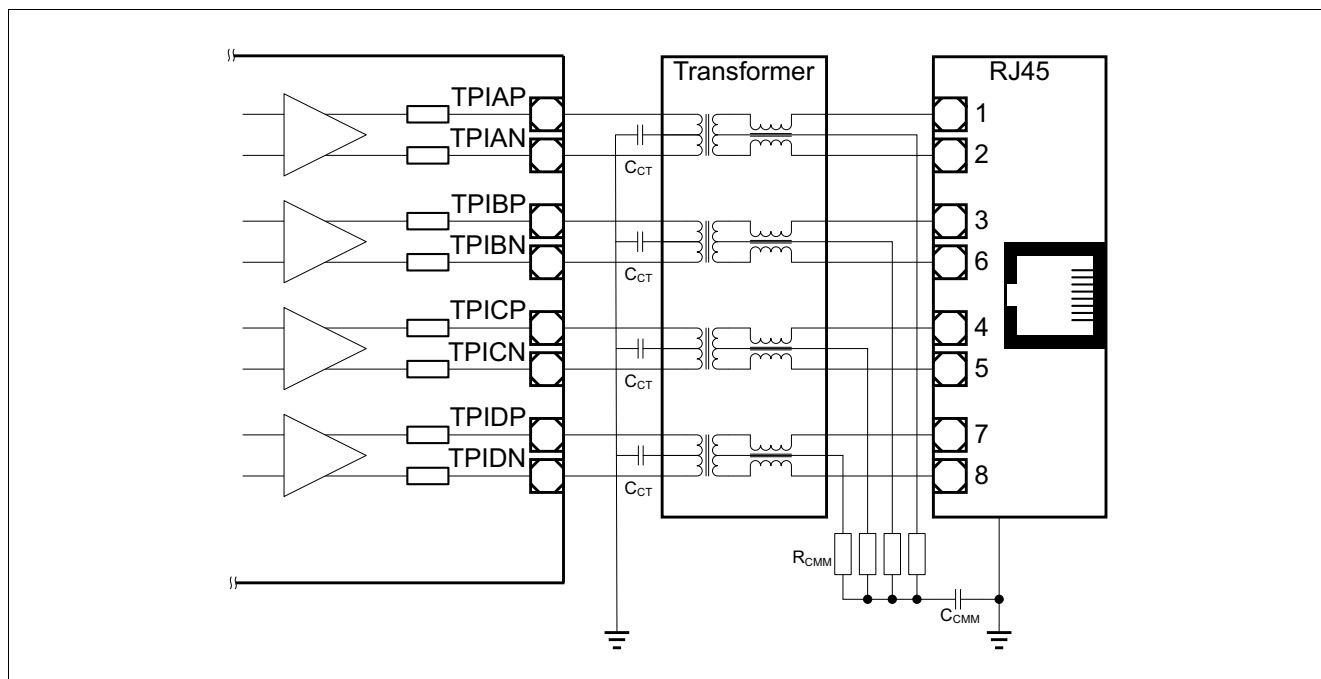 Transformer
RJ45
TPIAP
1
TPIAN
2
CCT
TPIBP
3
TPIBN
6
CCT
TPICP
4
TPICN
5
CCT
TPIDP
7
TPIDN
8
CCT
RCMM
CCMM